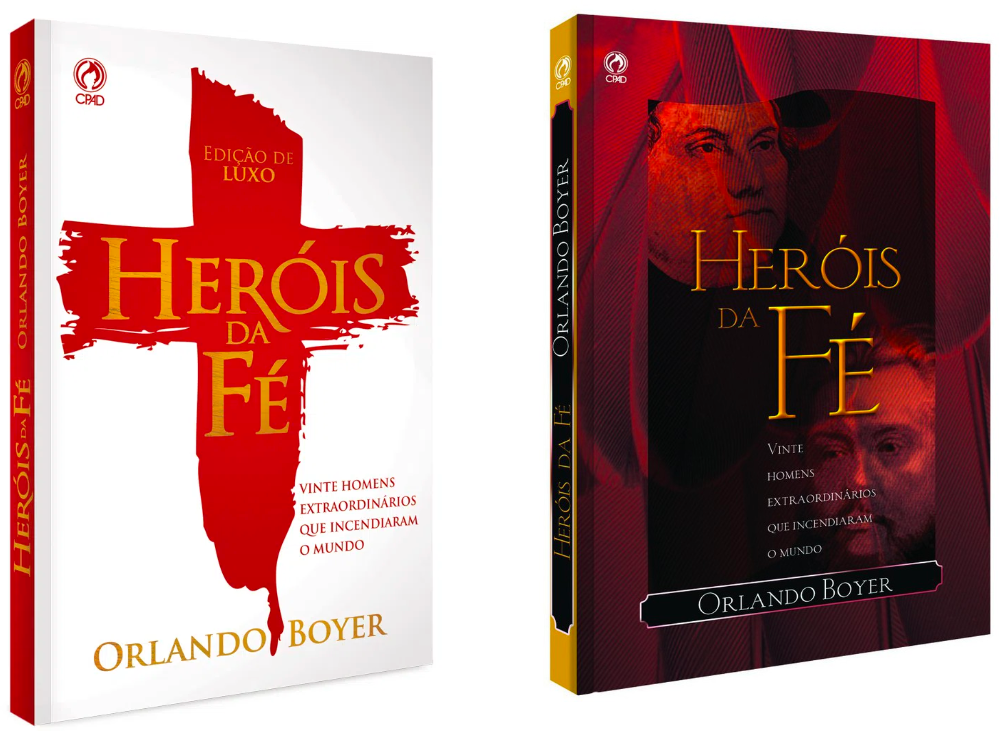 CPAD
EDIÇÃO DE
LUXO
HERÓIS
DA
FÉ
VINTE HOMENS
EXTRAORDINÁRIOS
QUE INCENDIARAM
O MUNDO
ORLANDO BOYER
HERÓIS DA FÉ ORLANDO BOYER CPAD
CPAD
HERÓIS
DA FÉ
VINTE
HOMENS
EXTRAORDINÁRIOS
QUE INCENDIARAM
O MUNDO
ORLANDO BOYER
HERÓIS DA FÉ ORLANDO BOYER CPAD